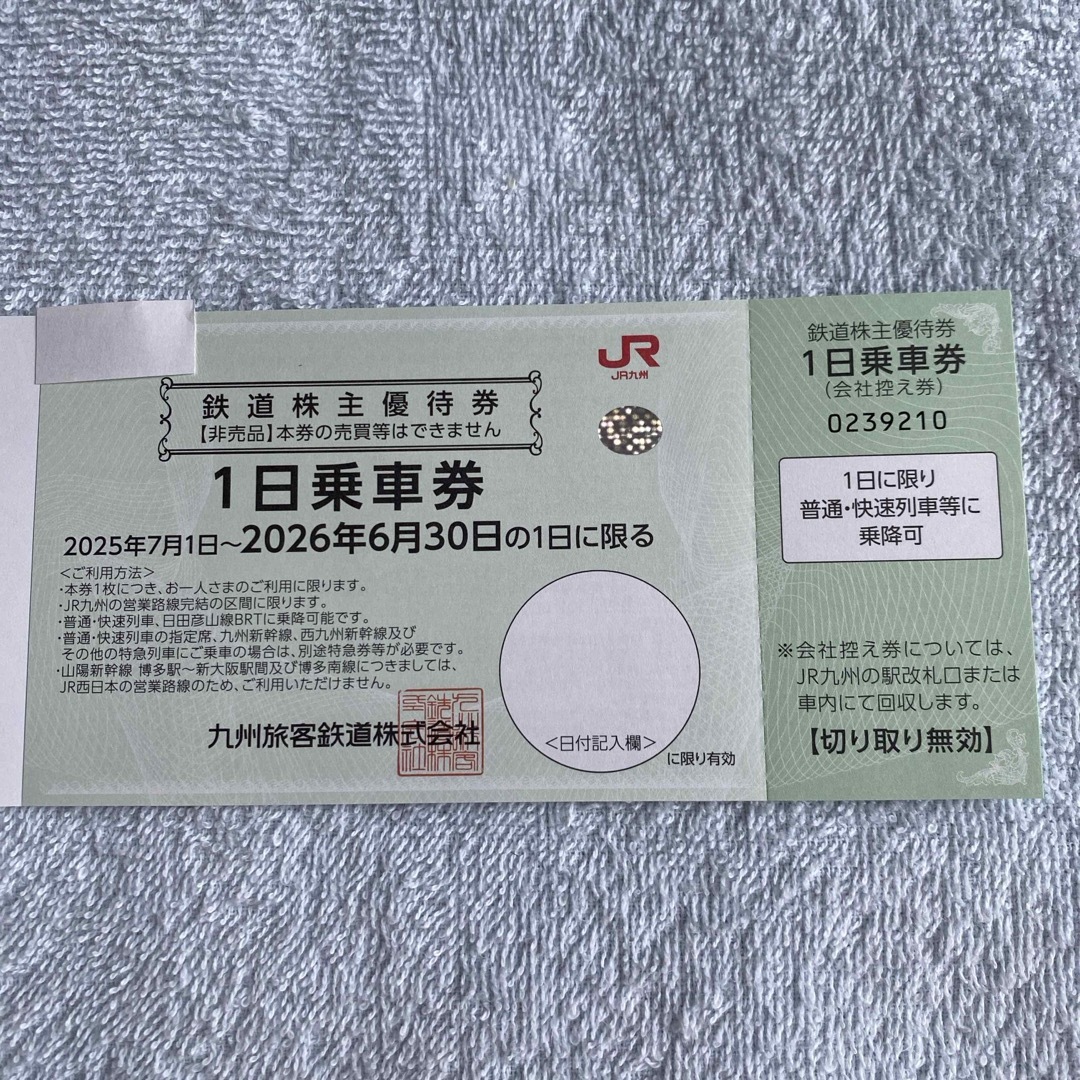 JR
JR九州
鉄道株主優待券
【非売品】本券の売買等はできません
1日乗車券
2025年7月1日～2026年6月30日の1日に限る
＜ご利用方法＞
・本券1枚につき、お一人さまのご利用に限ります。
・JR九州の営業路線完結の区間に限ります。
・普通・快速列車、日田彦山線BRTに乗降可能です。
・普通・快速列車の指定席、九州新幹線、西九州新幹線及び
その他の特急列車にご乗車の場合は、別途特急券等が必要です。
・山陽新幹線 博多駅～新大阪駅間及び博多南線につきましては、
JR西日本の営業路線のため、ご利用いただけません。
九州旅客鉄道株式会社
＜日付記入欄＞
に限り有効
鉄道株主優待券
1日乗車券
(会社控え券)
0239210
1日に限り
普通・快速列車等に
乗降可
※会社控え券については、
JR九州の駅改札口または
車内にて回収します。
【切り取り無効】